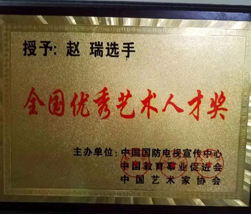 授予：赵 瑞选手
全国优秀艺术人才奖
主办单位：中国国防电视宣传中心
中国教育事业促进会
中国艺术家协会